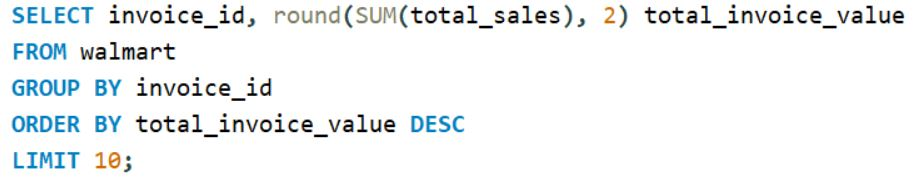 SELECT invoice_id, round(SUM(total_sales), 2) total_invoice_value
FROM walmart
GROUP BY invoice_id
ORDER BY total_invoice_value DESC
LIMIT 10;